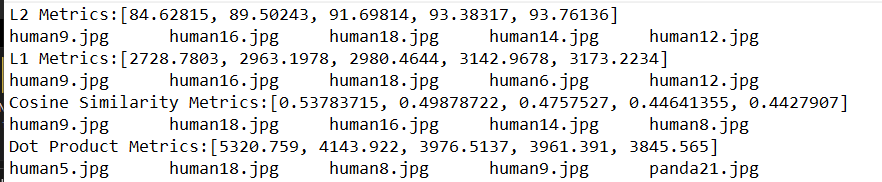 L2 Metrics:[84.62815, 89.50243, 91.69814, 93.38317, 93.76136]
human9.jpg human16.jpg human18.jpg human14.jpg human12.jpg
L1 Metrics:[2728.7803, 2963.1978, 2980.4644, 3142.9678, 3173.2234]
human9.jpg human16.jpg human18.jpg human6.jpg human12.jpg
Cosine Similarity Metrics:[0.53783715, 0.49878722, 0.4757527, 0.44641355, 0.4427907]
human9.jpg human18.jpg human16.jpg human14.jpg human8.jpg
Dot Product Metrics:[5320.759, 4143.922, 3976.5137, 3961.391, 3845.565]
human5.jpg human18.jpg human8.jpg human9.jpg panda21.jpg